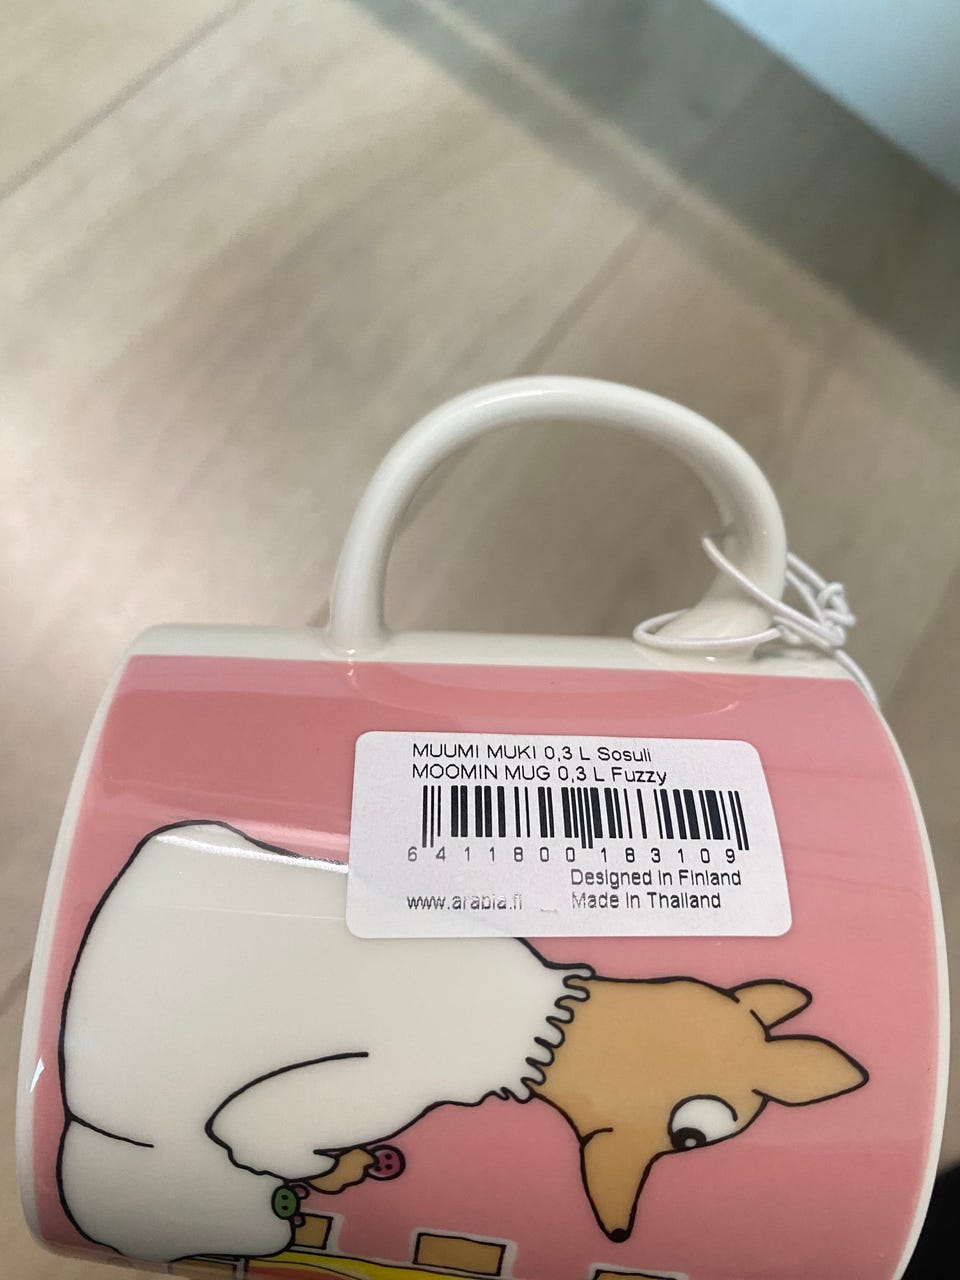 MUUMI MUKI 0,3 L Sosuli
MOOMIN MUG 0,3 L Fuzzy
6 411800 183109
Designed in Finland
www.arabia.fi Made in Thailand